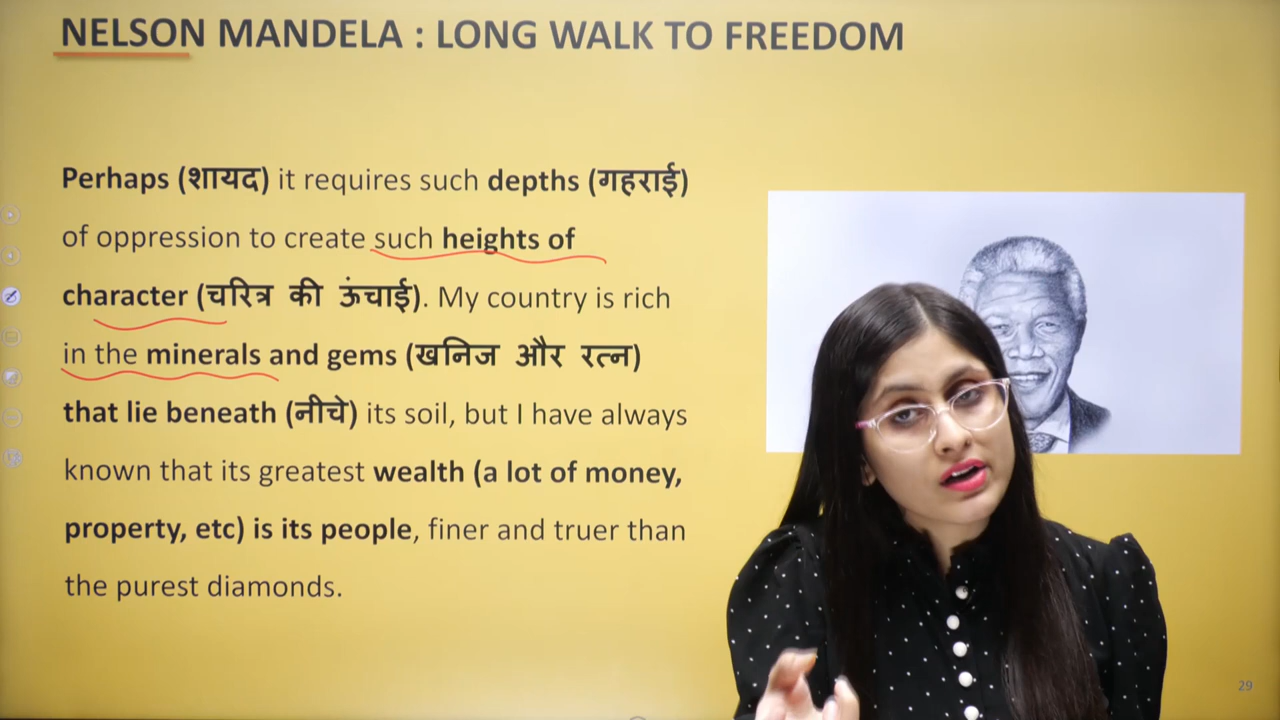 NELSON MANDELA : LONG WALK TO FREEDOM
Perhaps (शायद) it requires such depths (गहराई)
of oppression to create such heights of
character (चरित्र की ऊंचाई). My country is rich
in the minerals and gems (खनिज और रत्न)
that lie beneath (नीचे) its soil, but I have always
known that its greatest wealth (a lot of money,
property, etc) is its people, finer and truer than
the purest diamonds.
29